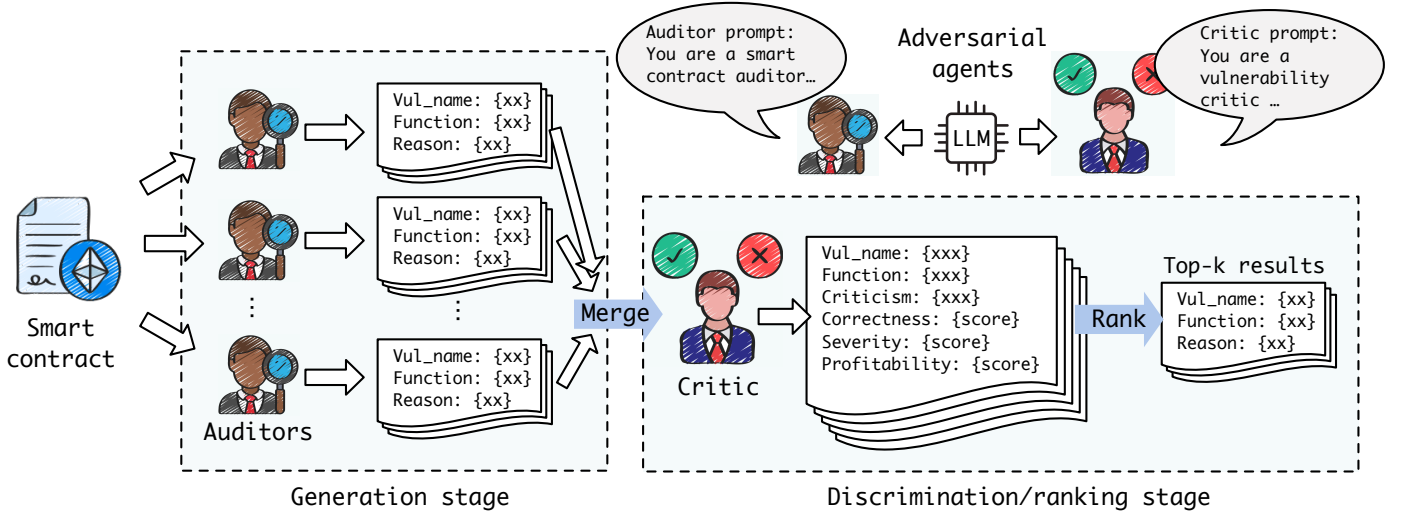 Smart
contract
Vul_name: {xx}
Function: {xx}
Reason: {xx}
Vul_name: {xx}
Function: {xx}
Reason: {xx}
⋮
⋮
Vul_name: {xx}
Function: {xx}
Reason: {xx}
Auditors
Generation stage
Auditor prompt:
You are a smart
contract auditor…
Adversarial
agents
LLM
Critic prompt:
You are a
vulnerability
critic …
Merge
Critic
Vul_name: {xxx}
Function: {xxx}
Criticism: {xxx}
Correctness: {score}
Severity: {score}
Profitability: {score}
Rank
Top-k results
Vul_name: {xx}
Function: {xx}
Reason: {xx}
Discrimination/ranking stage